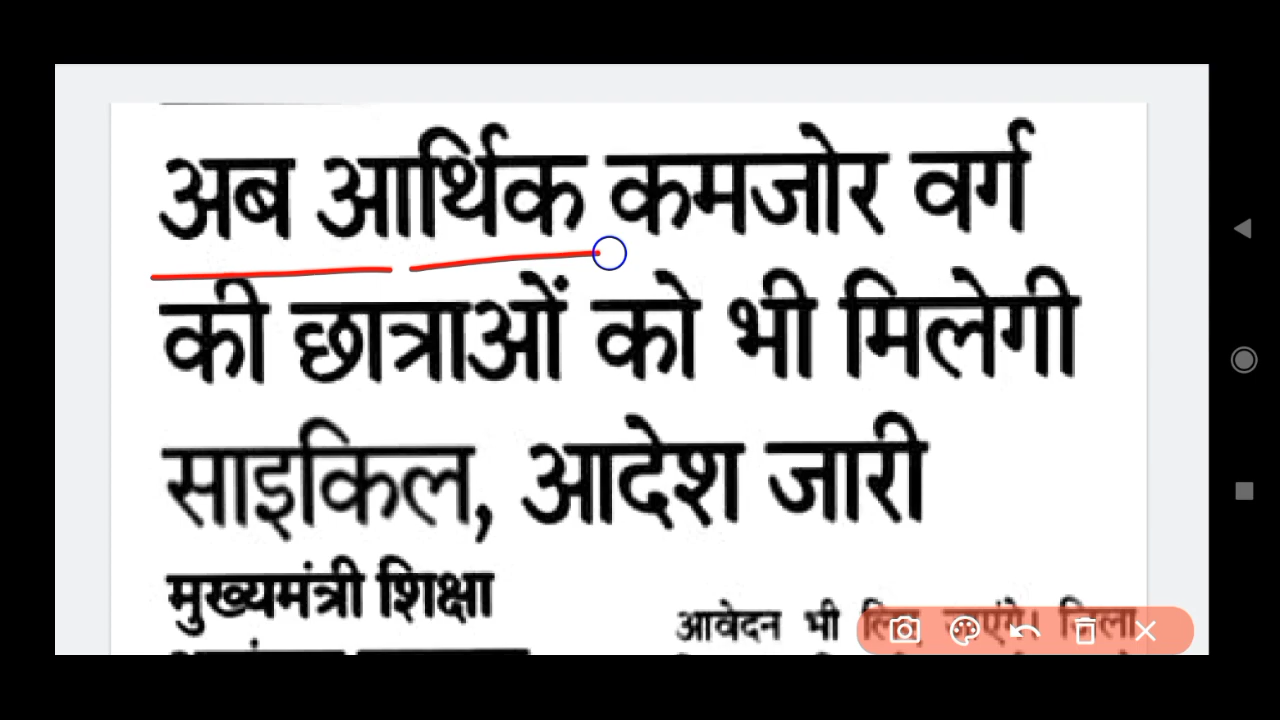 अब आर्थिक कमजोर वर्ग
की छात्राओं को भी मिलेगी
साइकिल, आदेश जारी
मुख्यमंत्री शिक्षा
आवेदन भी लिए जाएंगे। जिला